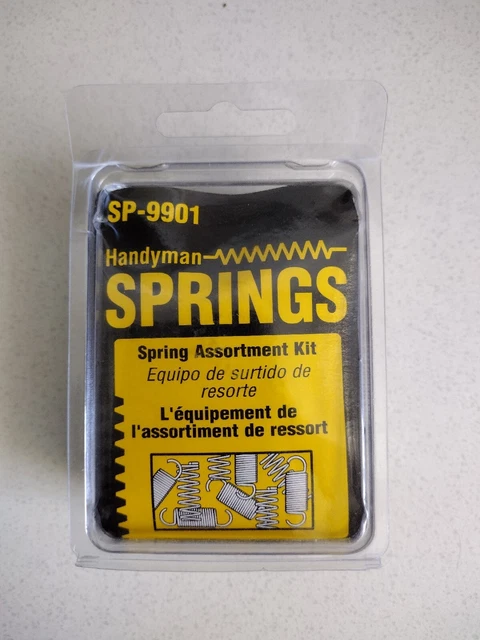 SP-9901
Handyman
SPRINGS
Spring Assortment Kit
Equipo de surtido de
resorte
L'équipement de
l'assortiment de ressort